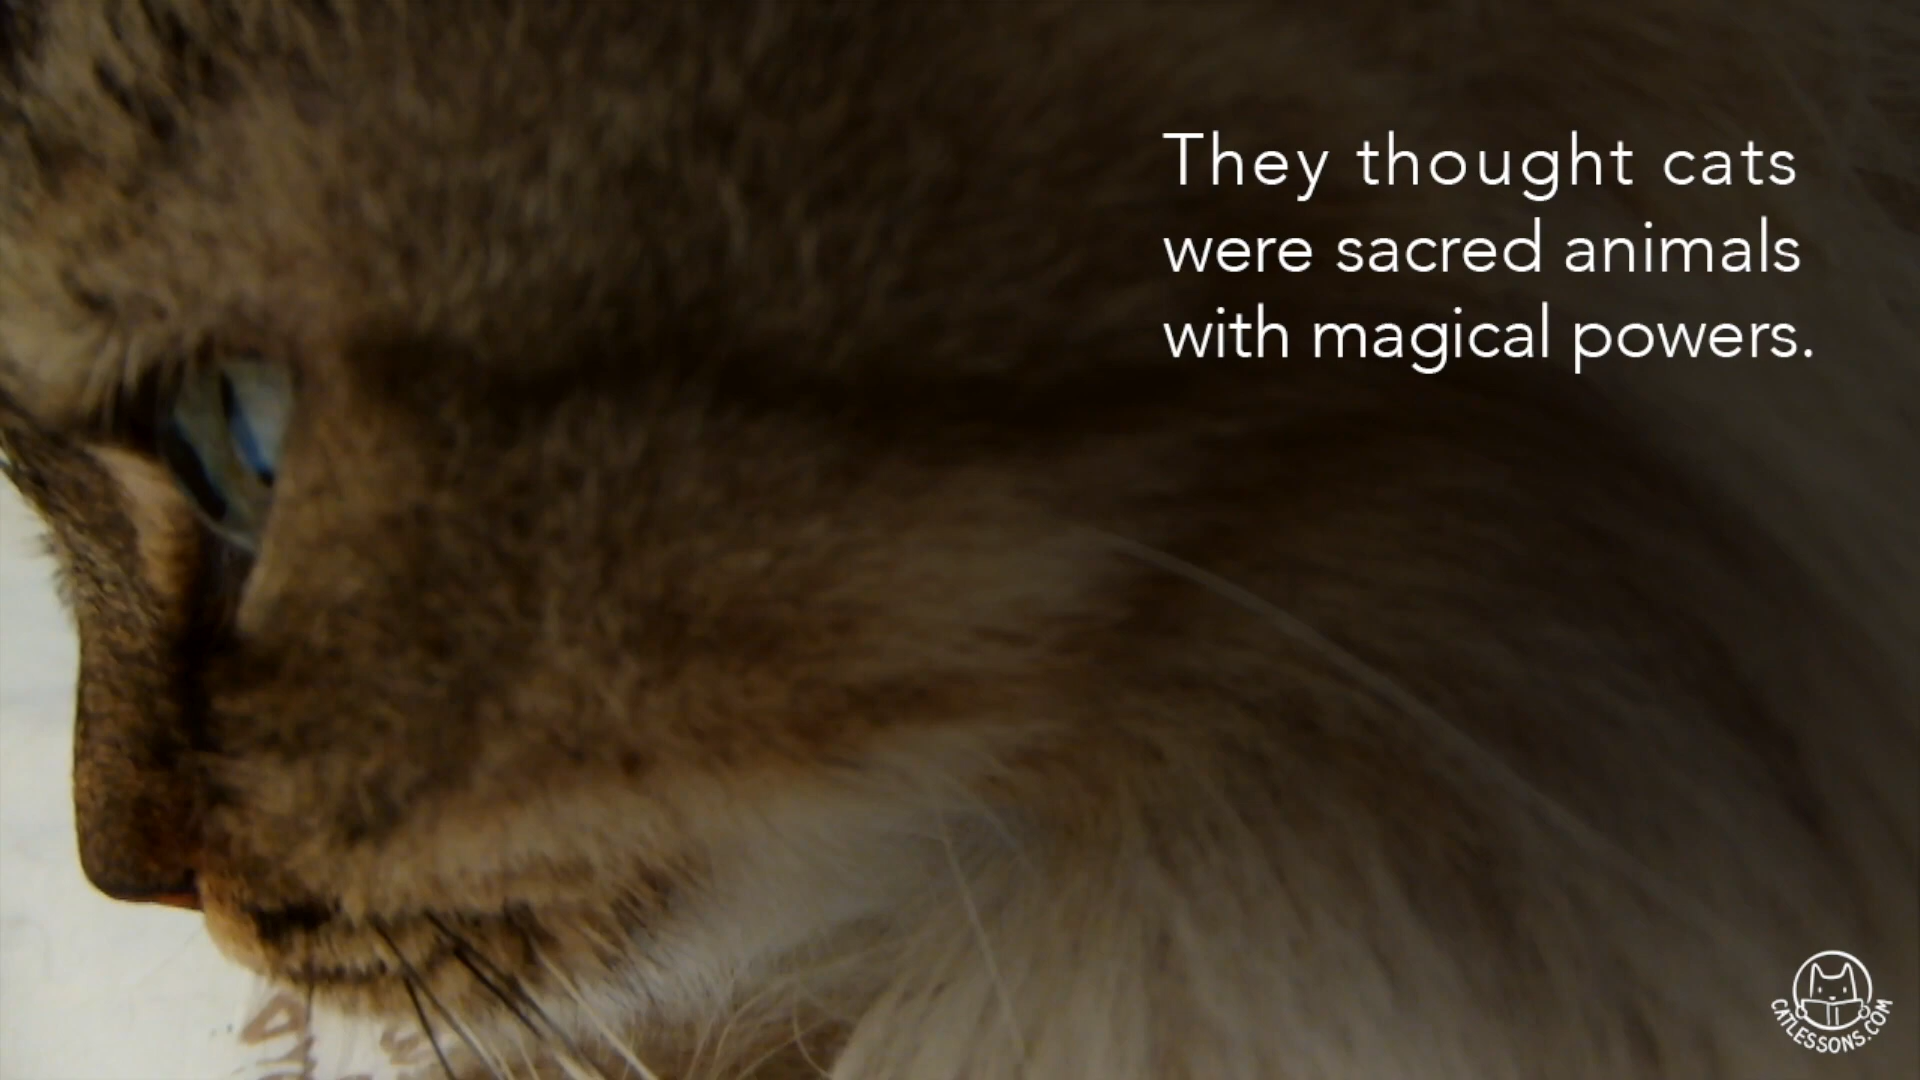 They thought cats
were sacred animals
with magical powers.
CATLESSONS.COM